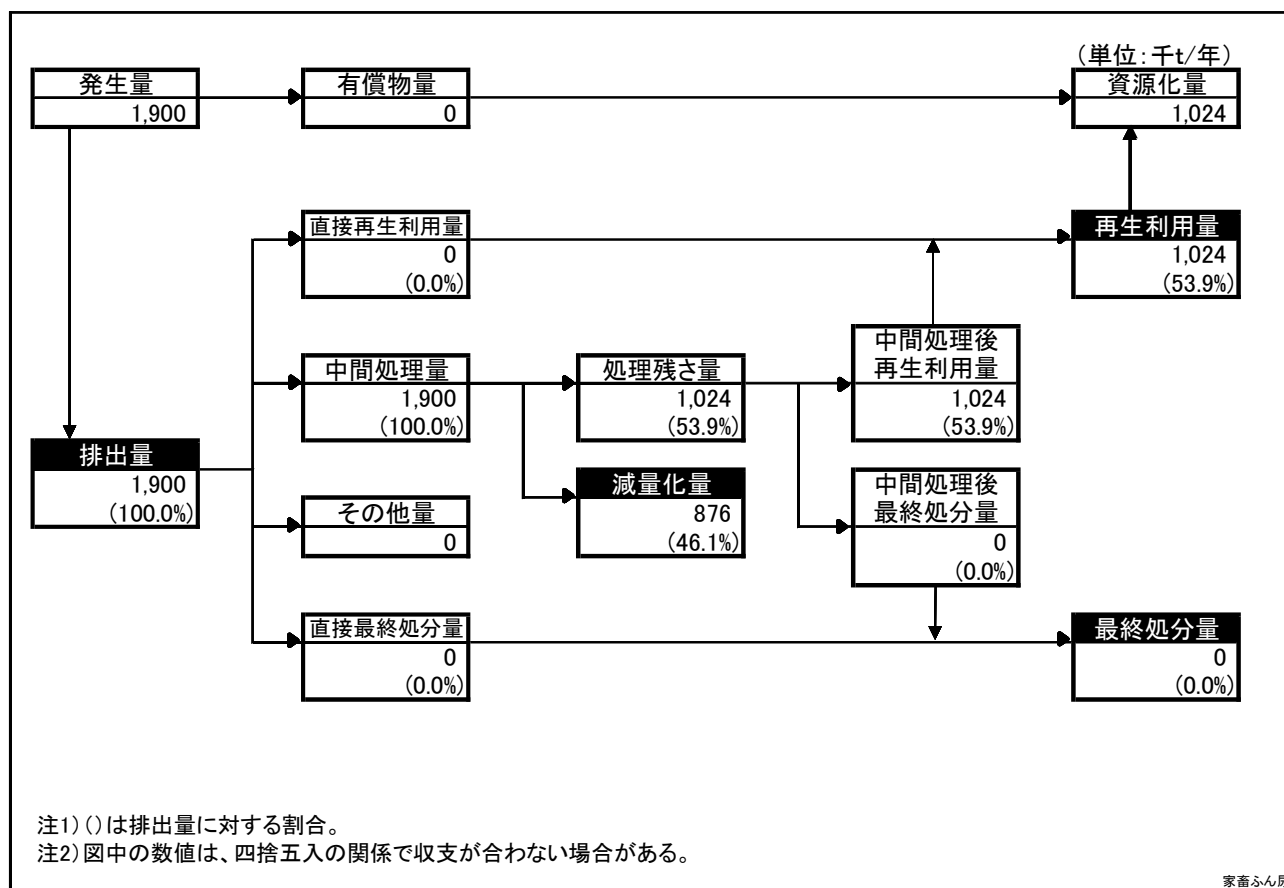 (単位:千t/年)
発生量
1,900
有償物量
0
資源化量
1,024
直接再生利用量
0
(0.0%)
再生利用量
1,024
(53.9%)
中間処理量
1,900
(100.0%)
処理残さ量
1,024
(53.9%)
中間処理後
再生利用量
1,024
(53.9%)
排出量
1,900
(100.0%)
減量化量
876
(46.1%)
中間処理後
最終処分量
0
(0.0%)
その他量
0
直接最終処分量
0
(0.0%)
最終処分量
0
(0.0%)
注1)()は排出量に対する割合。
注2)図中の数値は、四捨五入の関係で収支が合わない場合がある。
家畜ふん尿